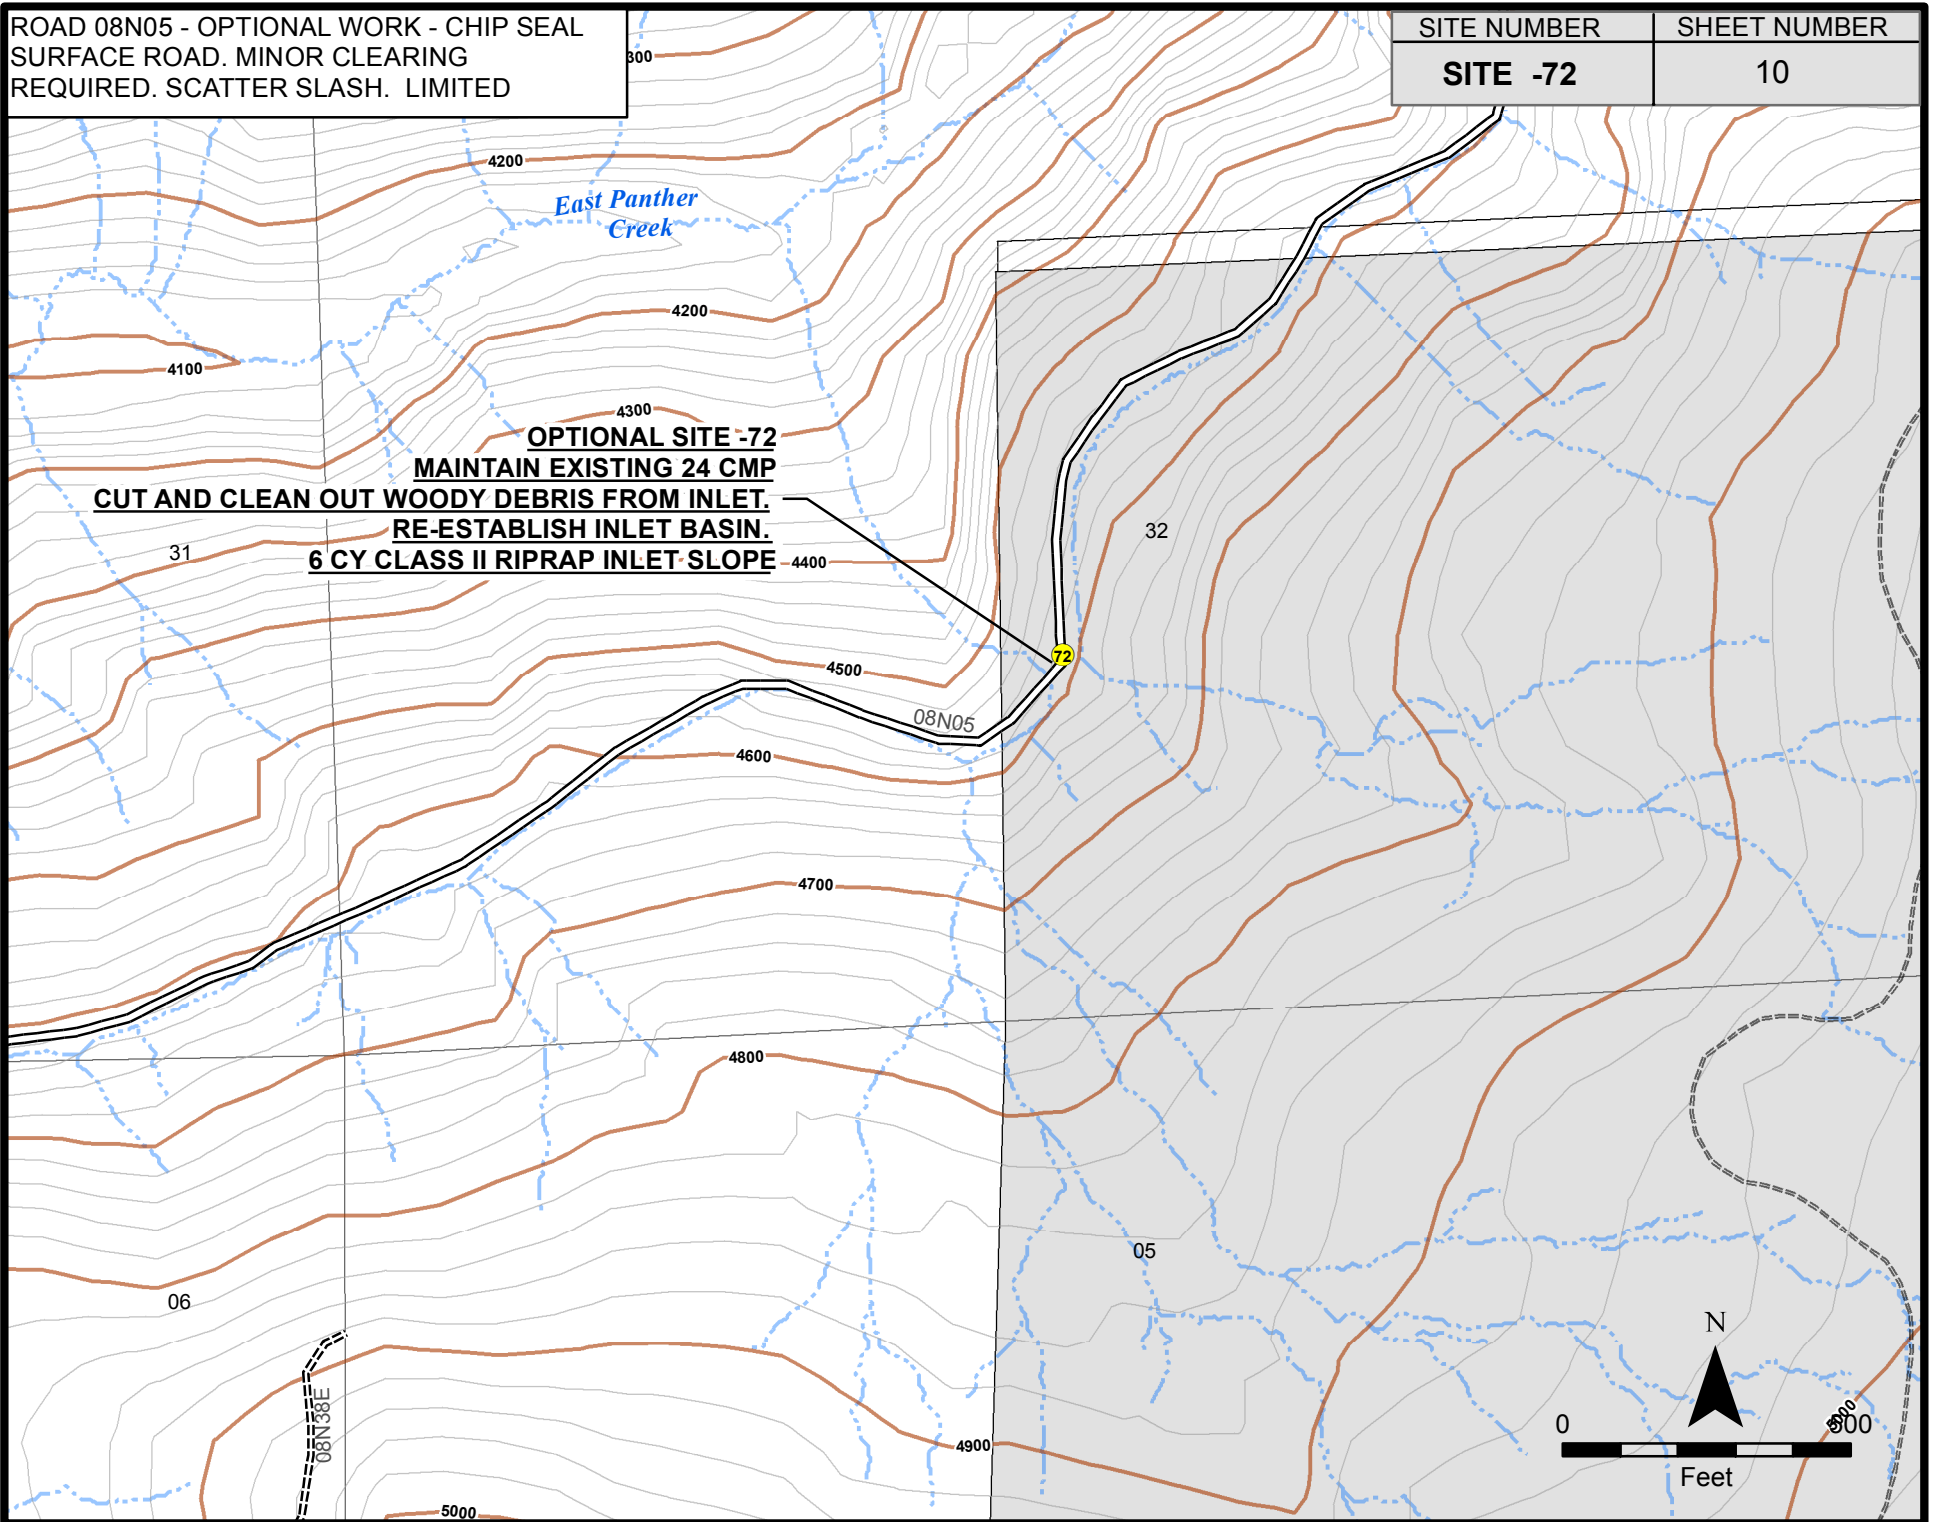 ROAD 08N05 - OPTIONAL WORK - CHIP SEAL
SURFACE ROAD. MINOR CLEARING
REQUIRED. SCATTER SLASH. LIMITED
SITE NUMBER
SHEET NUMBER
SITE -72
10
300
4200
East Panther
Creek
4200
4100
4300
OPTIONAL SITE -72
MAINTAIN EXISTING 24 CMP
CUT AND CLEAN OUT WOODY DEBRIS FROM INLET.
RE-ESTABLISH INLET BASIN.
6 CY CLASS II RIPRAP INLET SLOPE
4400
31
32
72
4500
08N05
4600
4700
4800
05
06
N
08N38E
0
500
5000
Feet
4900
5000